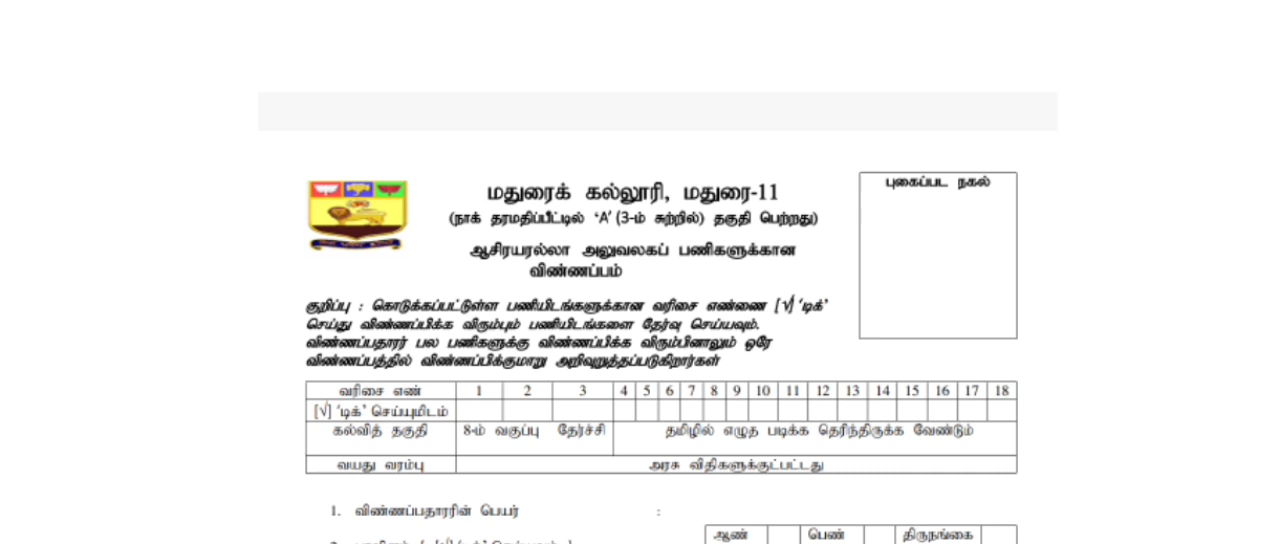 மதுரைக் கல்லூரி, மதுரை-11
(நாக் தரமதிப்பீட்டில் ‘A’ (3-ம் சுற்றில்) தகுதி பெற்றது)
ஆசிரயரல்லா அலுவலகப் பணிகளுக்கான
விண்ணப்பம்
புகைப்பட நகல்
குறிப்பு : கொடுக்கப்பட்டுள்ள பணியிடங்களுக்கான வரிசை எண்ணை [√] ‘டிக்’
செய்து விண்ணப்பிக்க விரும்பும் பணியிடங்களை தேர்வு செய்யவும்.
விண்ணப்பதாரர் பல பணிகளுக்கு விண்ணப்பிக்க விரும்பினாலும் ஒரே
விண்ணப்பத்தில் விண்ணப்பிக்குமாறு அறிவுறுத்தப்படுகிறார்கள்
வரிசை எண் 1 2 3 4 5 6 7 8 9 10 11 12 13 14 15 16 17 18
[√] ‘டிக்’ செய்யுமிடம்
கல்வித் தகுதி 8-ம் வகுப்பு தேர்ச்சி தமிழில் எழுத படிக்க தெரிந்திருக்க வேண்டும்
வயது வரம்பு அரசு விதிகளுக்குட்பட்டது
1. விண்ணப்பதாரரின் பெயர் :
ஆண் பெண் திருநங்கை